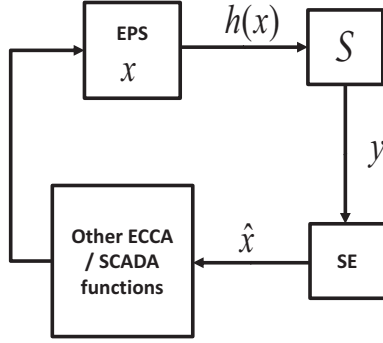 EPS
x
h(x)
S
y
Other ECCA
/ SCADA
functions
x̂
SE